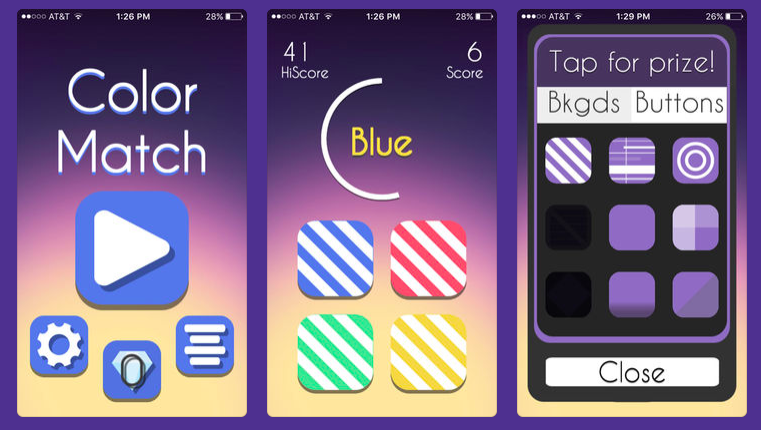 AT&T 1:26 PM 28%
Color
Match
AT&T 1:26 PM 28%
41 6
HiScore Score
Blue
AT&T 1:29 PM 26%
Tap for prize!
Bkgds Buttons
Close